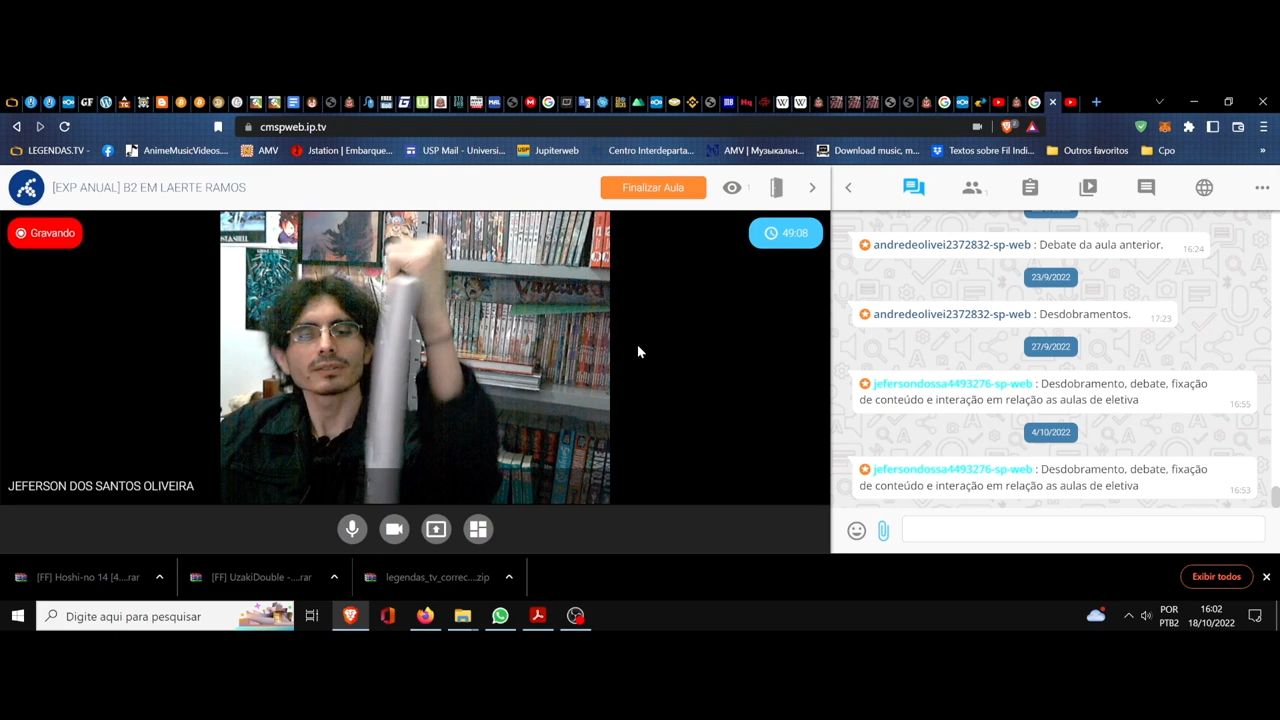 cmspweb.ip.tv
2
LEGENDAS.TV -
AnimeMusicVideos....
AMV
Jstation | Embarque...
USP Mail - Universi...
Jupiterweb
Centro Interdeparta...
AMV | Музыкальн...
Download music, m...
Textos sobre Fil Indi...
Outros favoritos
Cpo
»
[EXP ANUAL] B2 EM LAERTE RAMOS
Finalizar Aula
1
1
Gravando
49:08
JEFERSON DOS SANTOS OLIVEIRA
andredeolivei2372832-sp-web : Debate da aula anterior.
16:24
23/9/2022
andredeolivei2372832-sp-web : Desdobramentos.
17:23
27/9/2022
jefersondossa4493276-sp-web : Desdobramento, debate, fixação
de conteúdo e interação em relação as aulas de eletiva
16:55
4/10/2022
jefersondossa4493276-sp-web : Desdobramento, debate, fixação
de conteúdo e interação em relação as aulas de eletiva
16:53
[FF] Hoshi-no 14 [4....rar
[FF] UzakiDouble -....rar
legendas_tv_correc....zip
Exibir todos
Digite aqui para pesquisar
POR
PTB2
16:02
18/10/2022